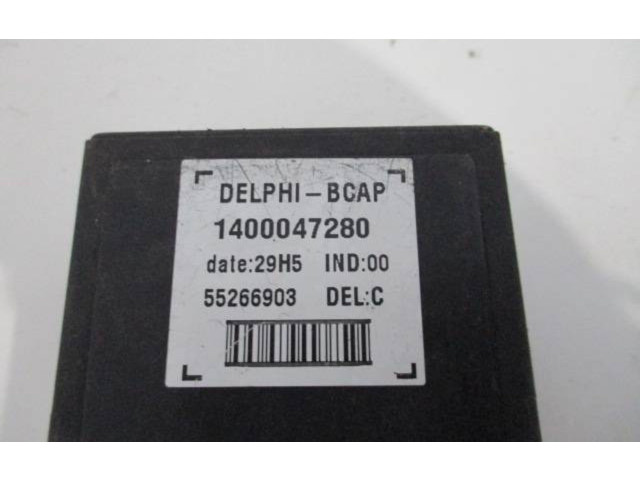 DELPHI-BCAP
1400047280
date:29H5 IND:00
55266903 DEL:C